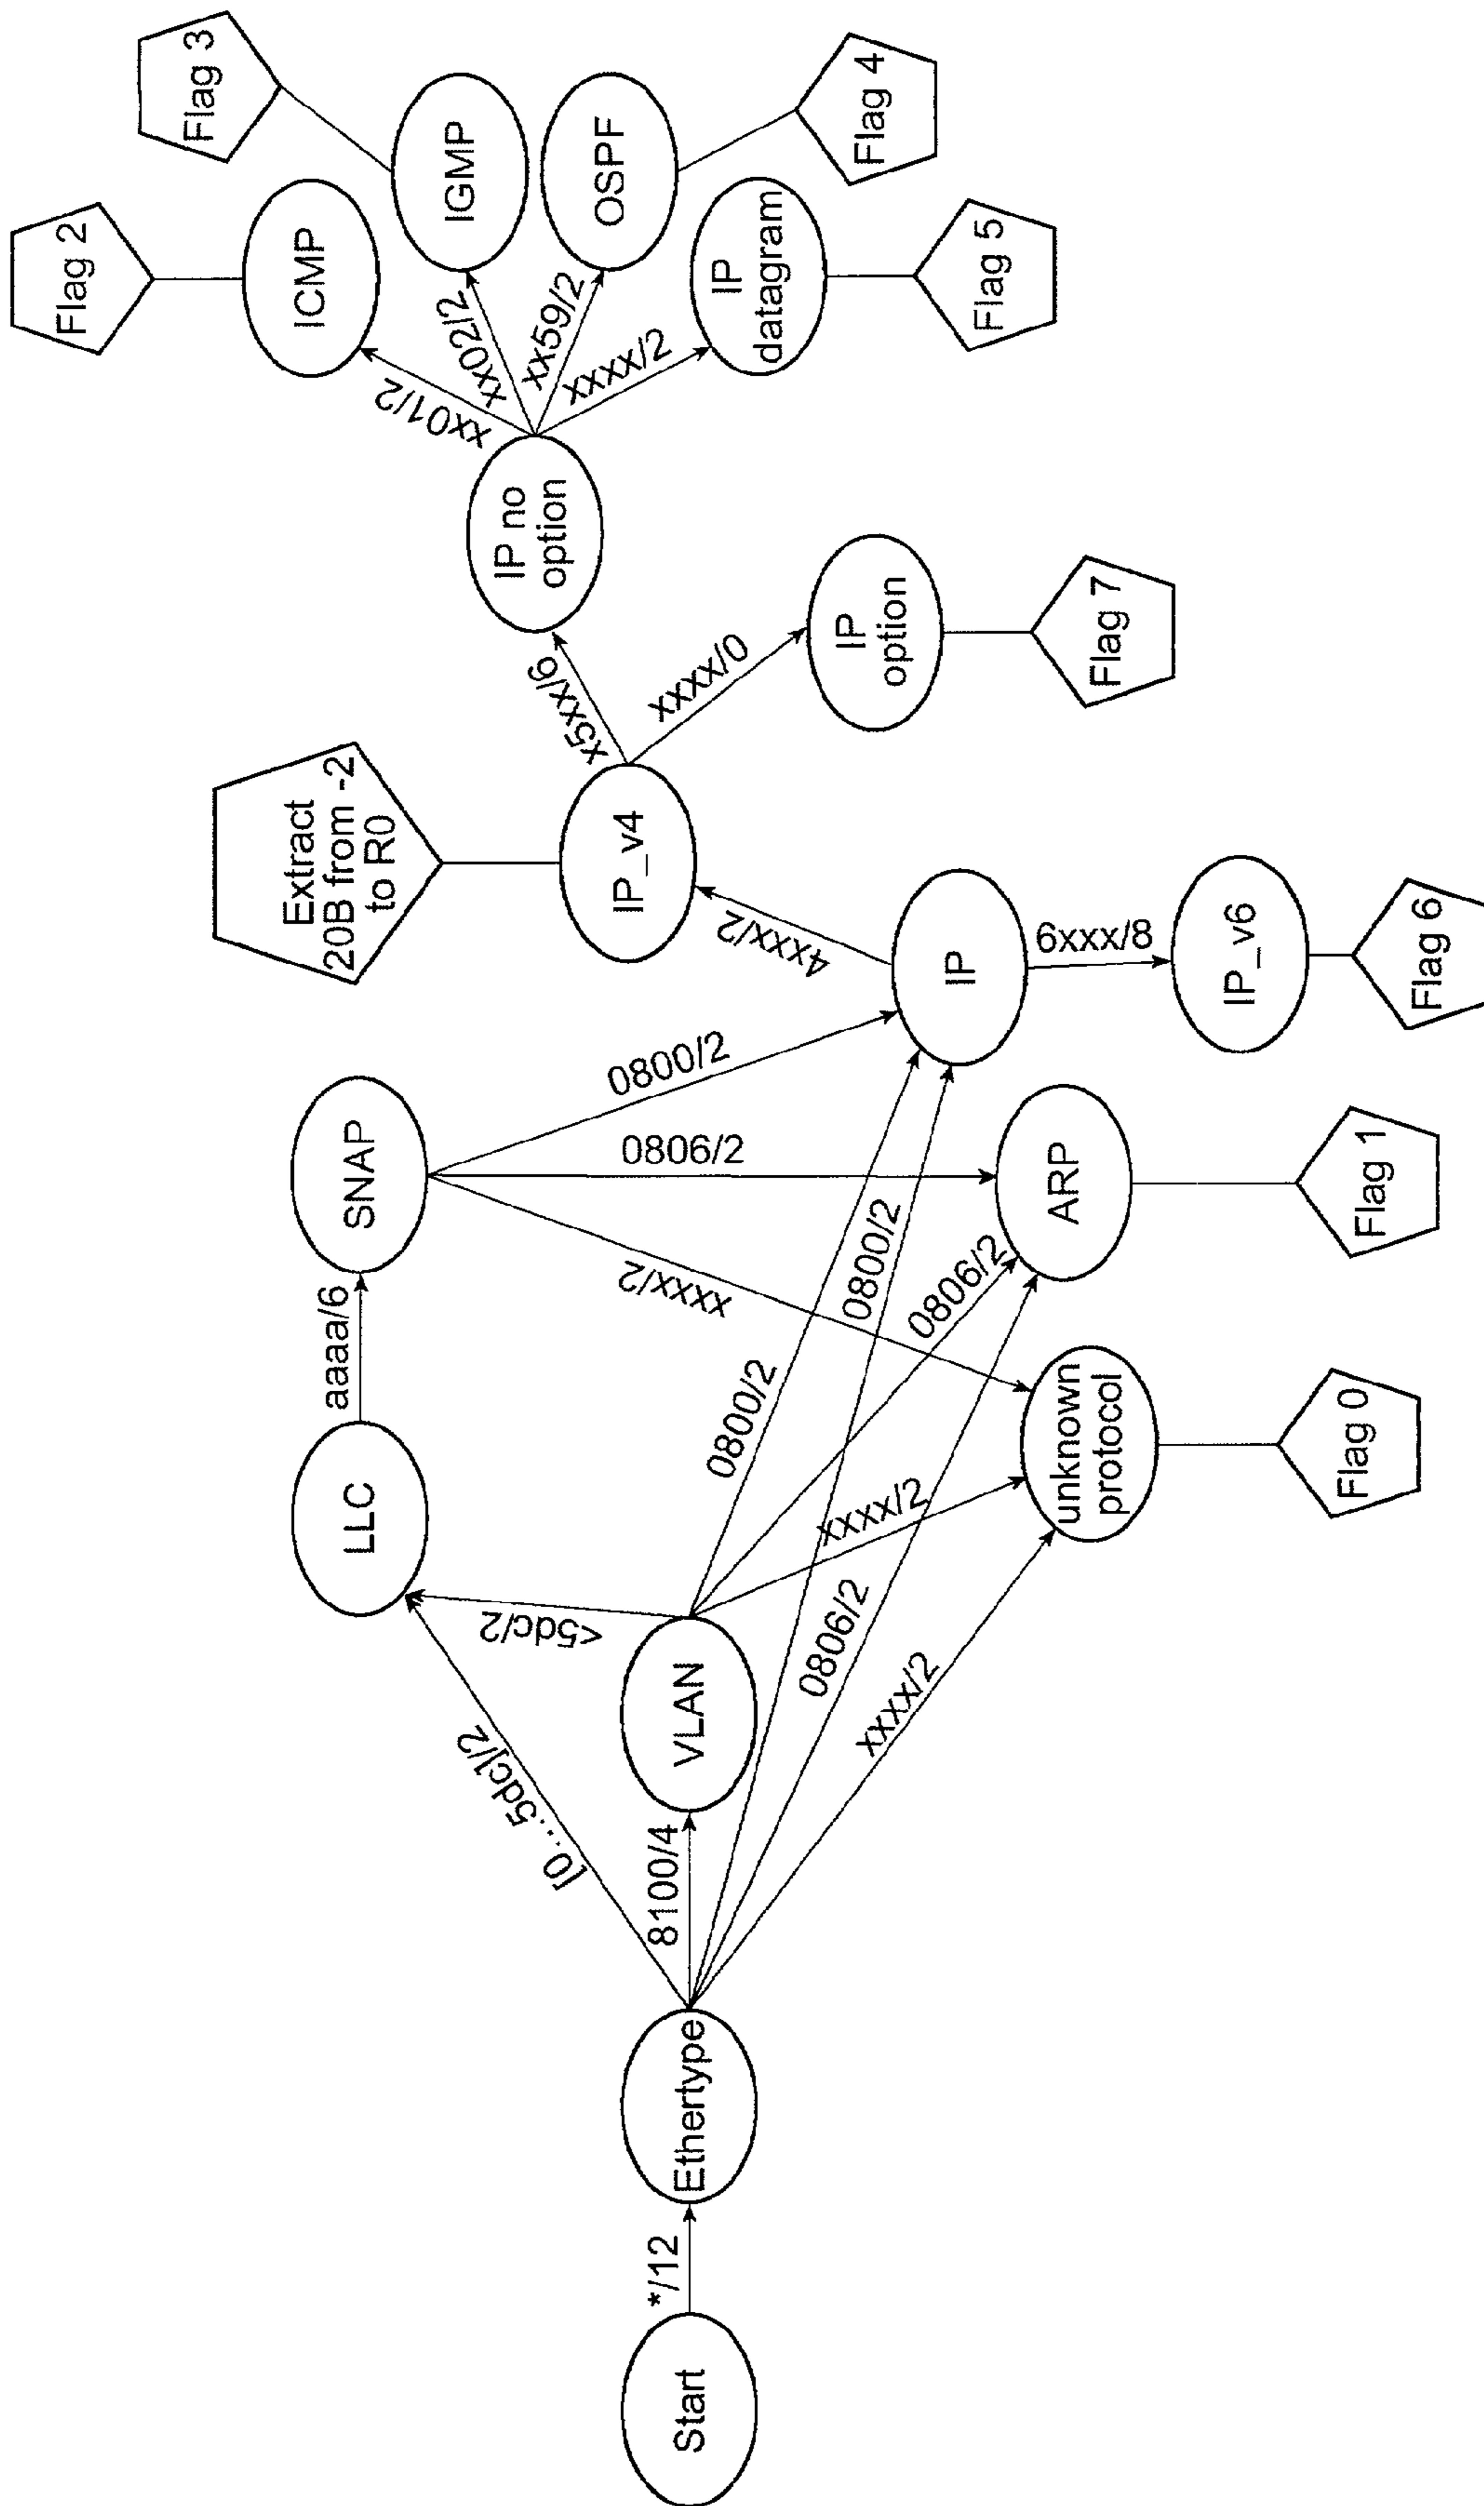 Start
*/12
Ethertype
[0...5dc]/2
8100/4
0800/2
0806/2
xxxx/2
VLAN
<5dc/2
0800/2
0806/2
xxxx/2
LLC
aaaa/6
SNAP
0800/2
0806/2
xxxx/2
unknown
protocol
Flag 0
ARP
Flag 1
IP
4xxx/2
6xxx/8
IP_v6
Flag 6
IP_v4
Extract
20B from -2
to R0
x5xx/6
xxxx/0
IP
option
Flag 7
IP no
option
xx01/2
xx02/2
xx59/2
xxxx/2
ICMP
Flag 2
IGMP
Flag 3
OSPF
Flag 4
IP
datagram
Flag 5